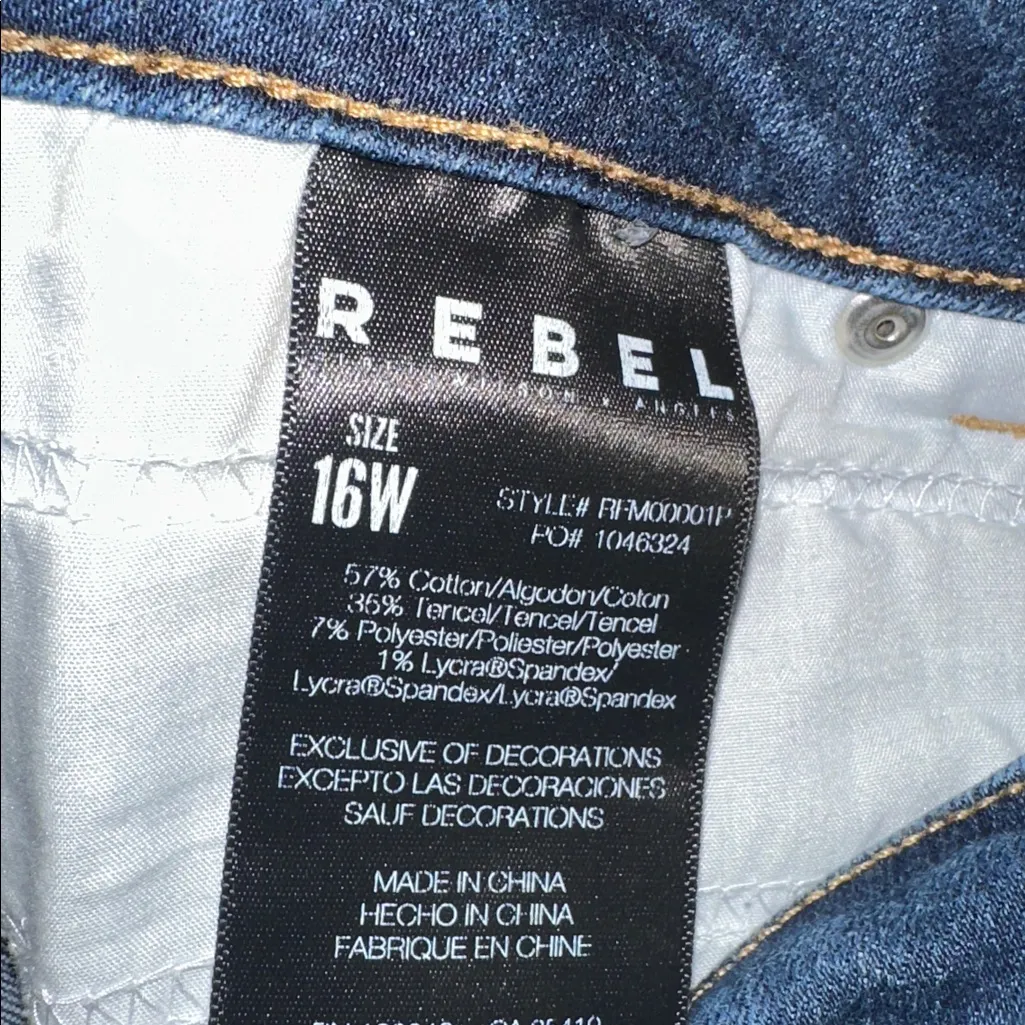 REBEL
WILSON X ANGELS
SIZE
16W
STYLE# RFM00001P
PO# 1046324
57% Cotton/Algodon/Coton
35% Tencel/Tencel/Tencel
7% Polyester/Poliester/Polyester
1% Lycra®Spandex/
Lycra®Spandex/Lycra®Spandex
EXCLUSIVE OF DECORATIONS
EXCEPTO LAS DECORACIONES
SAUF DECORATIONS
MADE IN CHINA
HECHO IN CHINA
FABRIQUE EN CHINE